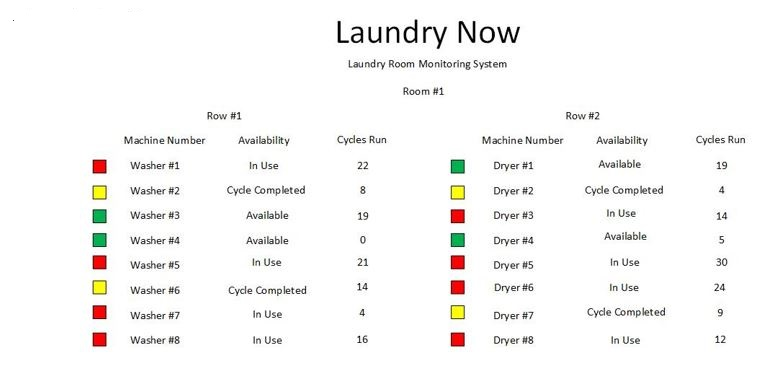 Laundry Now
Laundry Room Monitoring System
Room #1
Row #1 Row #2
Machine Number Availability Cycles Run Machine Number Availability Cycles Run
Washer #1 In Use 22 Dryer #1 Available 19
Washer #2 Cycle Completed 8 Dryer #2 Cycle Completed 4
Washer #3 Available 19 Dryer #3 In Use 14
Washer #4 Available 0 Dryer #4 Available 5
Washer #5 In Use 21 Dryer #5 In Use 30
Washer #6 Cycle Completed 14 Dryer #6 In Use 24
Washer #7 In Use 4 Dryer #7 Cycle Completed 9
Washer #8 In Use 16 Dryer #8 In Use 12